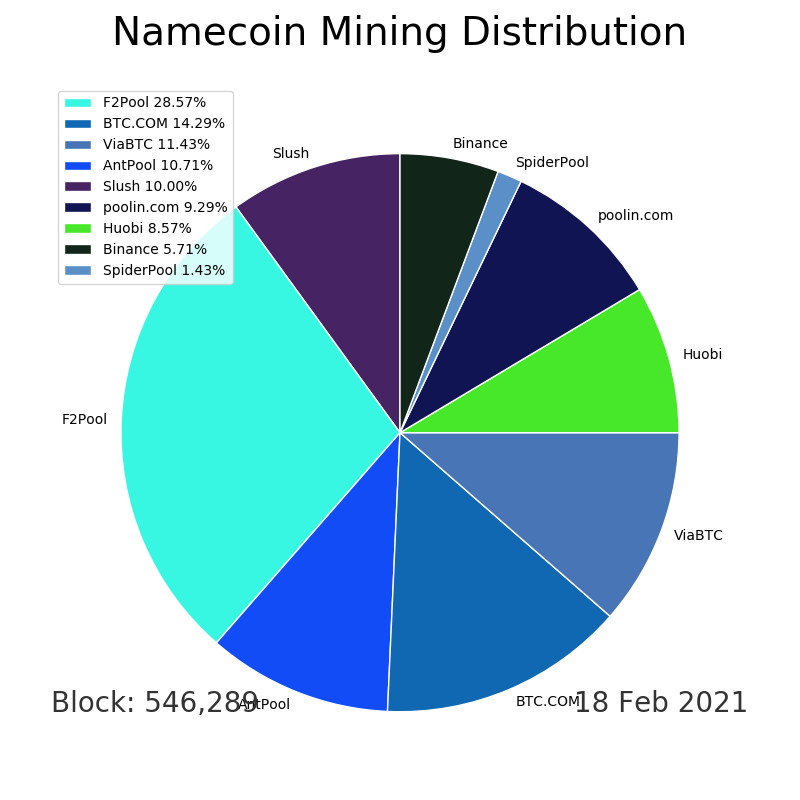 Namecoin Mining Distribution
F2Pool 28.57%
BTC.COM 14.29%
ViaBTC 11.43%
AntPool 10.71%
Slush 10.00%
poolin.com 9.29%
Huobi 8.57%
Binance 5.71%
SpiderPool 1.43%
Binance
Slush
SpiderPool
poolin.com
Huobi
F2Pool
ViaBTC
AntPool
BTC.COM
Block: 546,289
18 Feb 2021